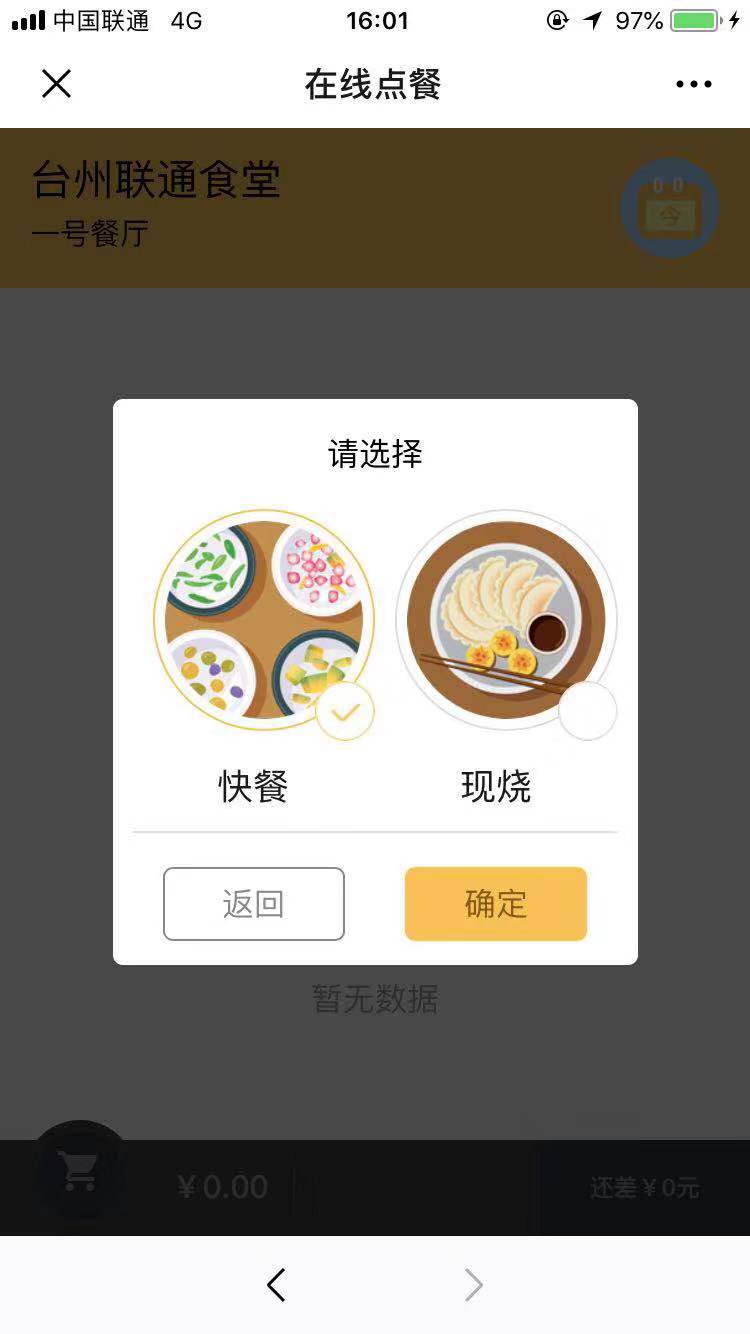 中国联通 4G 16:01 97%
在线点餐
台州联通食堂
一号餐厅
今
请选择
快餐 现烧
返回 确定
暂无数据
￥0.00 还差￥0元